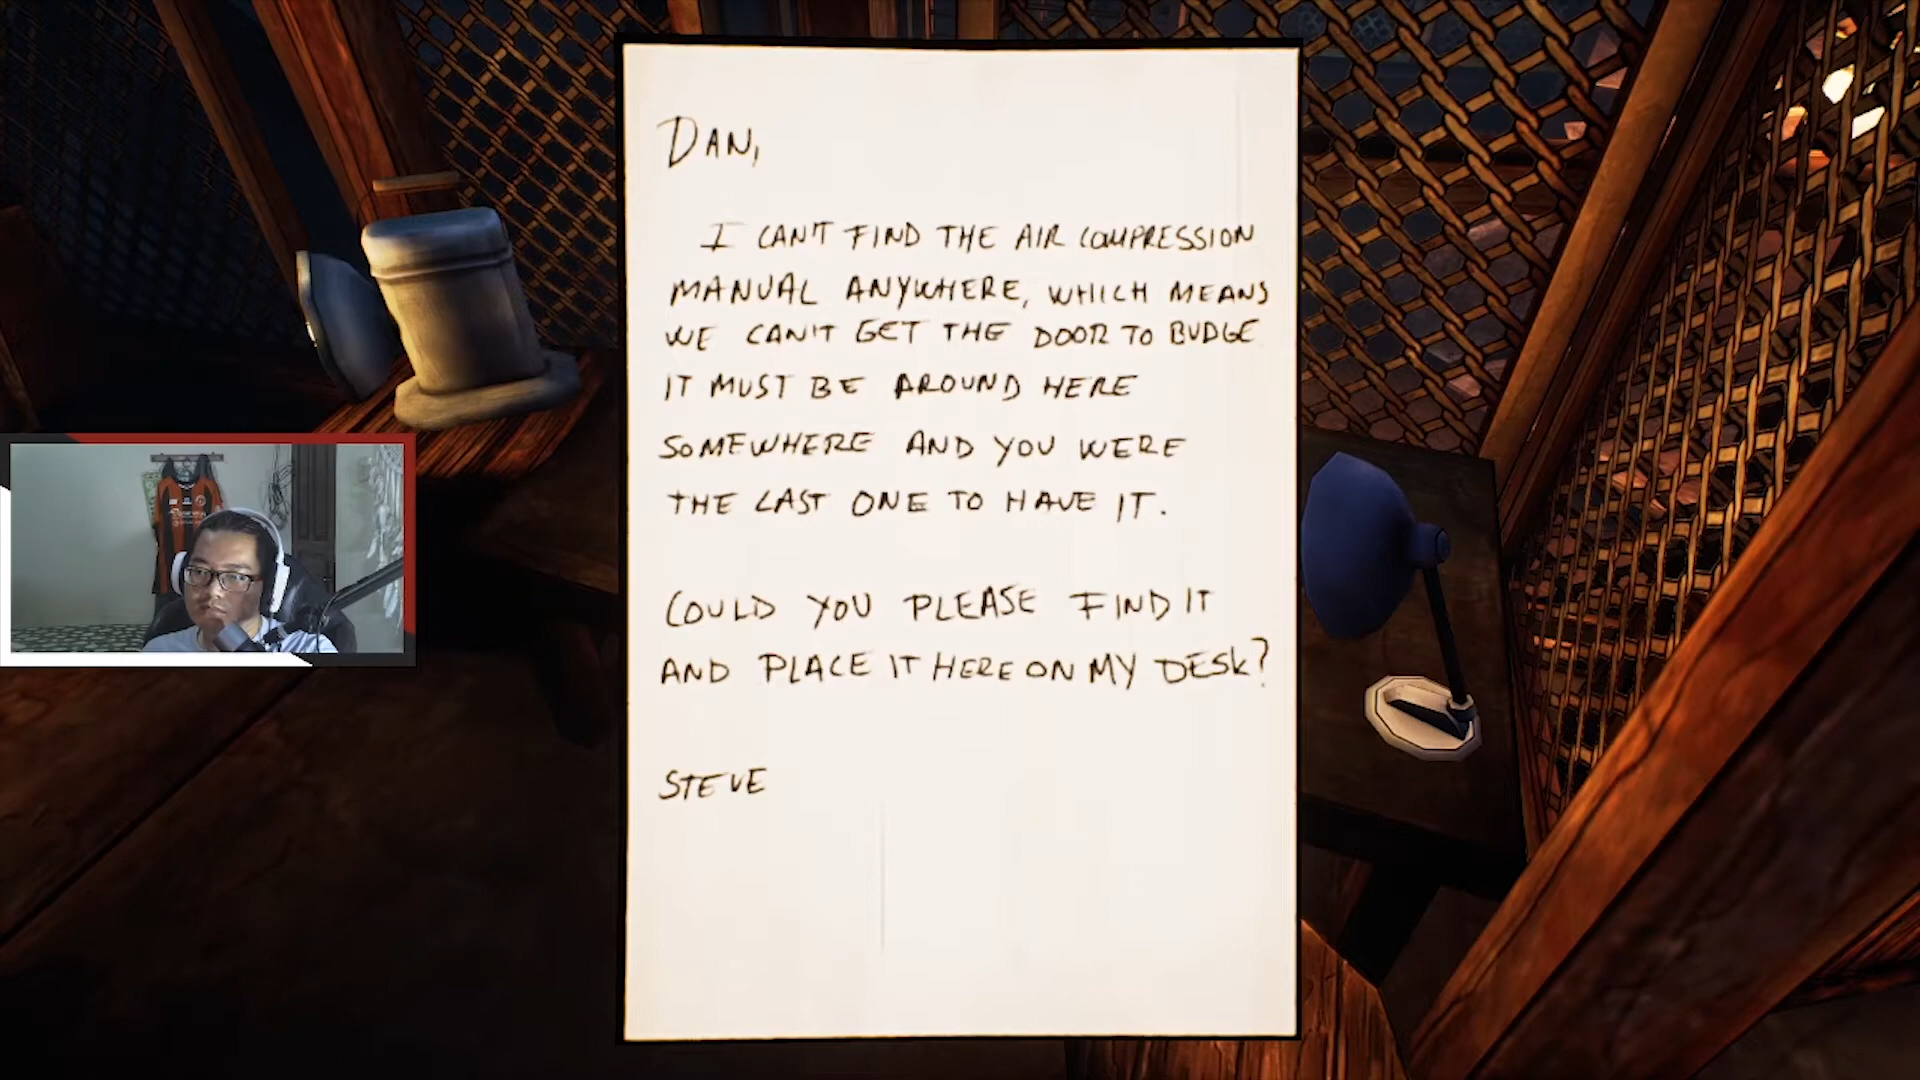 DAN,
I CAN'T FIND THE AIR COMPRESSION
MANUAL ANYWHERE, WHICH MEANS
WE CAN'T GET THE DOOR TO BUDGE
IT MUST BE AROUND HERE
SOMEWHERE AND YOU WERE
THE LAST ONE TO HAVE IT.
COULD YOU PLEASE FIND IT
AND PLACE IT HERE ON MY DESK?
STEVE